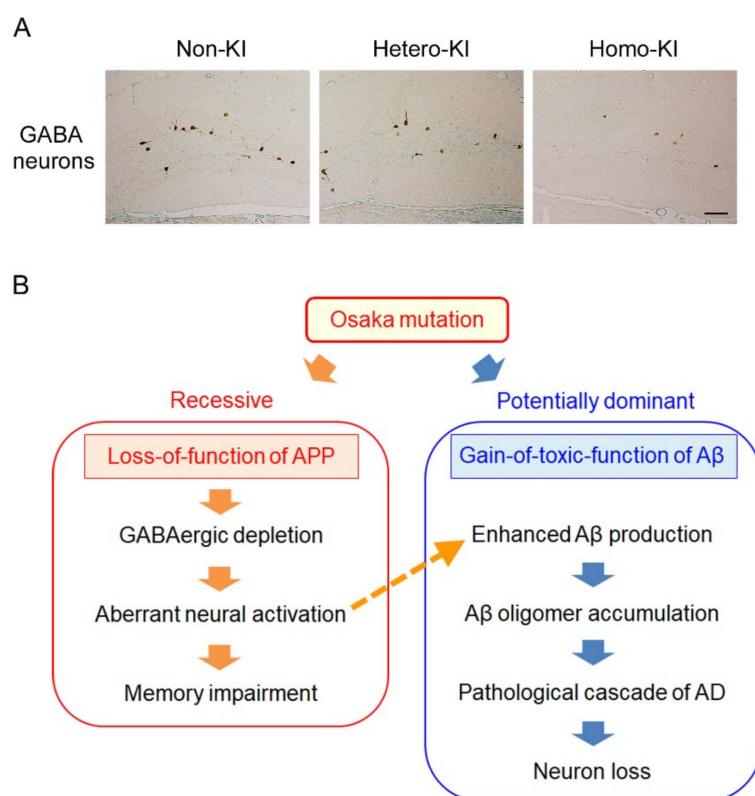 A
Non-KI Hetero-KI Homo-KI
GABA
neurons
B
Osaka mutation
Recessive
Potentially dominant
Loss-of-function of APP
Gain-of-toxic-function of Aβ
GABAergic depletion
Enhanced Aβ production
Aberrant neural activation
Aβ oligomer accumulation
Memory impairment
Pathological cascade of AD
Neuron loss